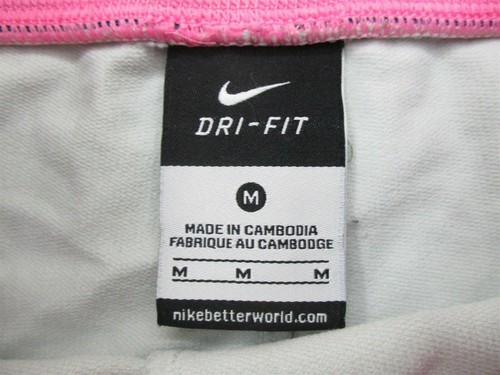 DRI-FIT
M
MADE IN CAMBODIA
FABRIQUE AU CAMBODGE
M M M
nikebetterworld.com